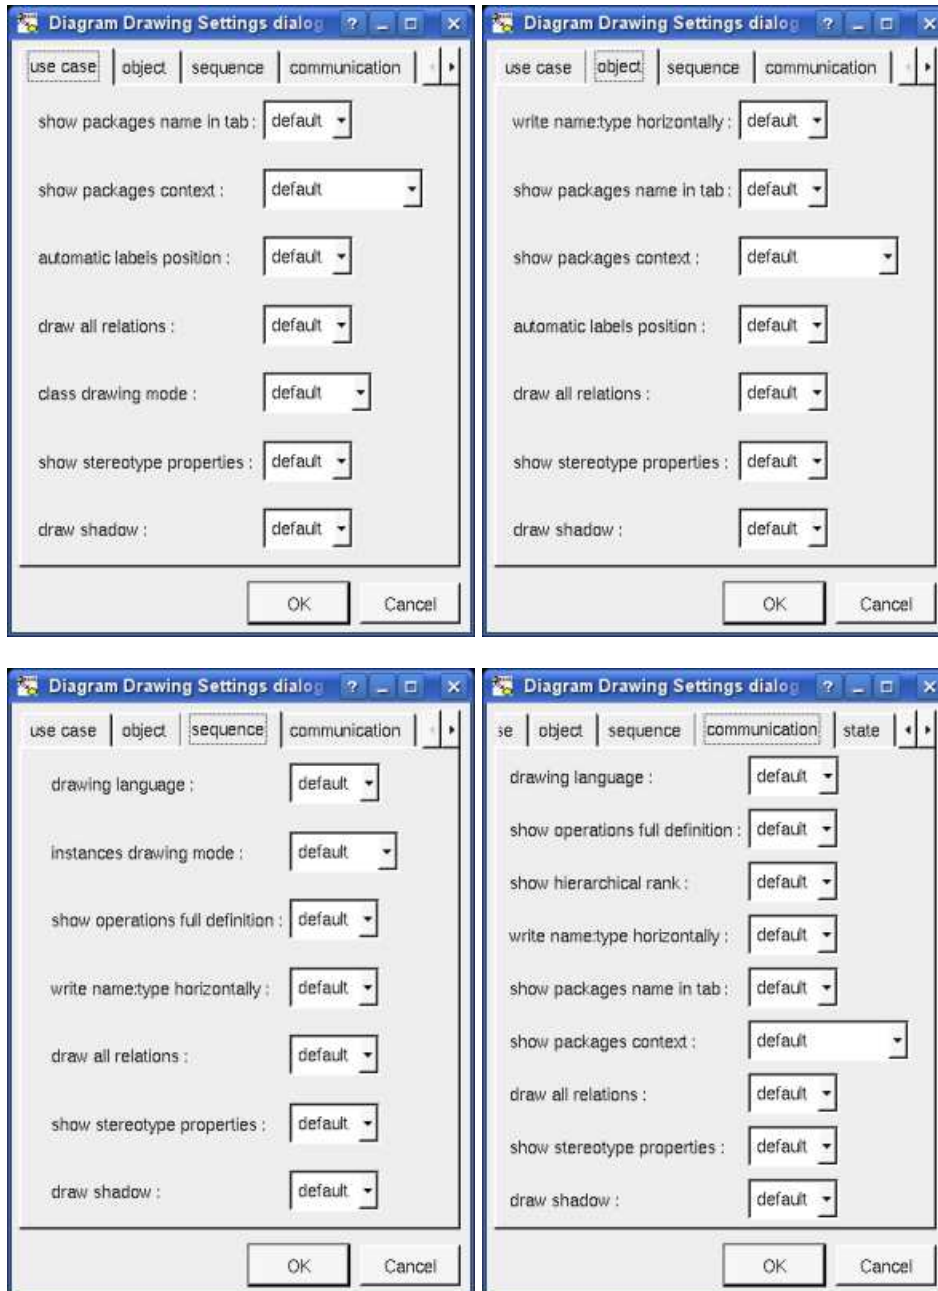 Diagram Drawing Settings dialog
use case object sequence communication
show packages name in tab : default
show packages context : default
automatic labels position : default
draw all relations : default
class drawing mode : default
show stereotype properties : default
draw shadow : default
OK Cancel
Diagram Drawing Settings dialog
use case object sequence communication
write name:type horizontally : default
show packages name in tab : default
show packages context : default
automatic labels position : default
draw all relations : default
show stereotype properties : default
draw shadow : default
OK Cancel
Diagram Drawing Settings dialog
use case object sequence communication
drawing language : default
instances drawing mode : default
show operations full definition : default
write name:type horizontally : default
draw all relations : default
show stereotype properties : default
draw shadow : default
OK Cancel
Diagram Drawing Settings dialog
se object sequence communication state
drawing language : default
show operations full definition : default
show hierarchical rank : default
write name:type horizontally : default
show packages name in tab : default
show packages context : default
draw all relations : default
show stereotype properties : default
draw shadow : default
OK Cancel